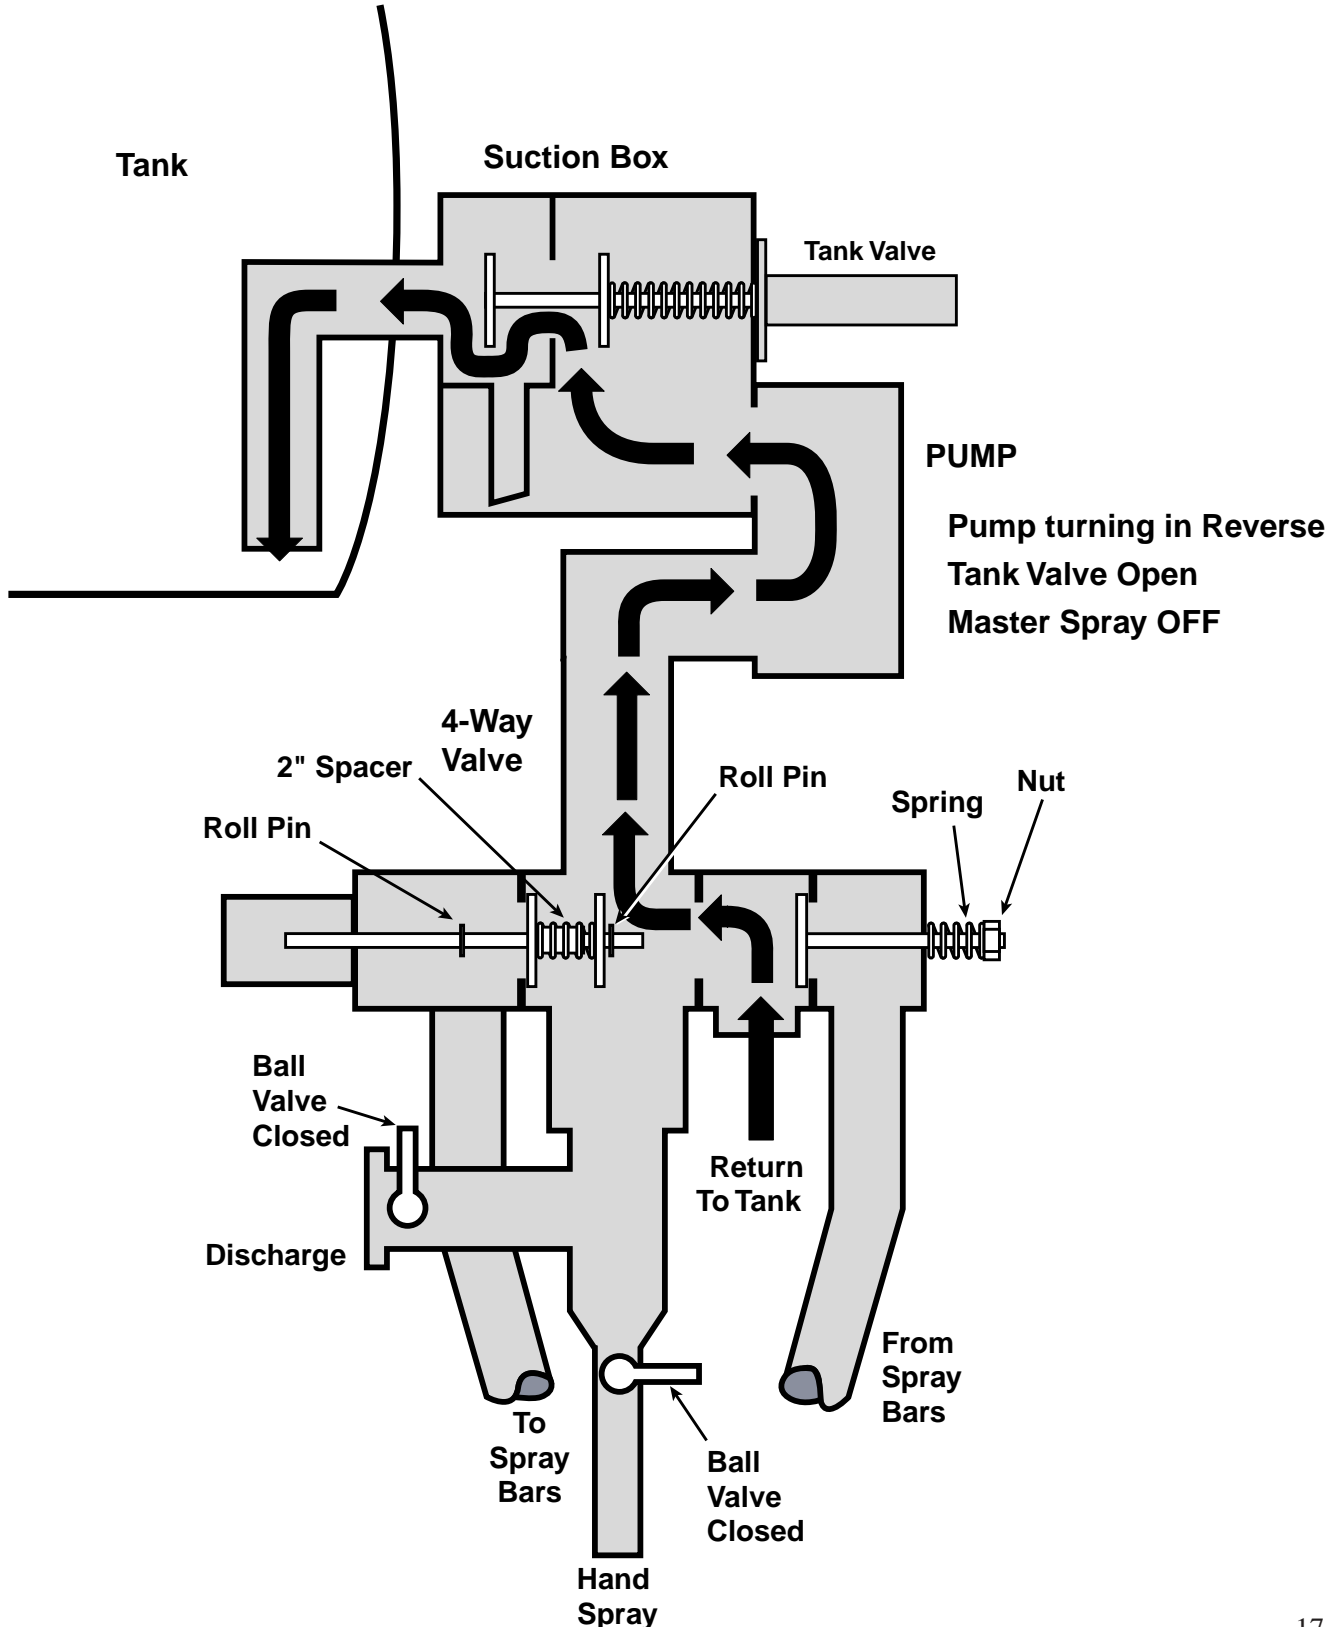 Tank
Suction Box
Tank Valve
PUMP
Pump turning in Reverse
Tank Valve Open
Master Spray OFF
4-Way
Valve
2" Spacer
Roll Pin
Roll Pin
Spring
Nut
Ball
Valve
Closed
Return
To Tank
Discharge
From
Spray
Bars
To
Spray
Bars
Ball
Valve
Closed
Hand
Spray
17